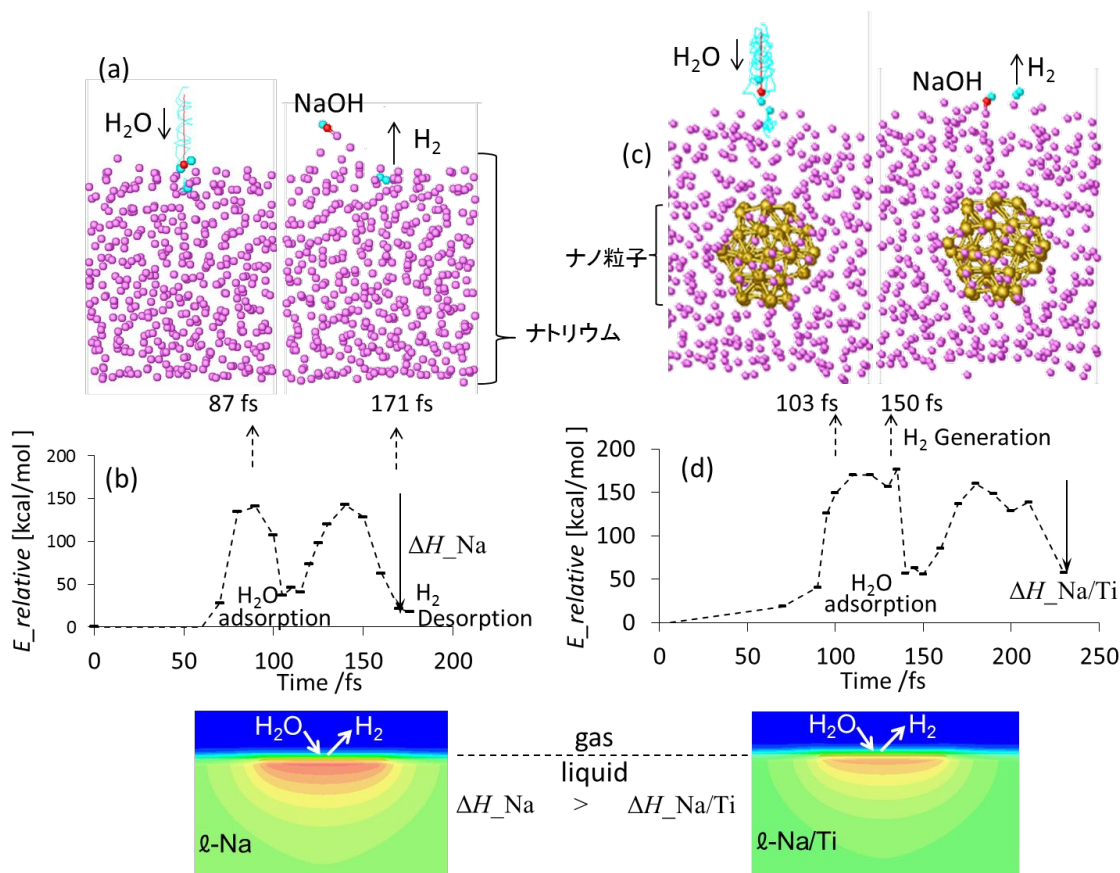 (a)
H₂O
NaOH
H₂
ナトリウム
87 fs
171 fs
(b)
E_relative [kcal/mol ]
200
150
100
50
0
H₂O
adsorption
ΔH_Na
H₂
Desorption
0
50
100
150
200
Time /fs
(c)
H₂O
NaOH
H₂
ナノ粒子
103 fs
150 fs
H₂ Generation
(d)
E_relative [kcal/mol ]
200
150
100
50
0
H₂O
adsorption
ΔH_Na/Ti
0
50
100
150
200
250
Time /fs
H₂O
H₂
ℓ-Na
gas
liquid
ΔH_Na > ΔH_Na/Ti
H₂O
H₂
ℓ-Na/Ti